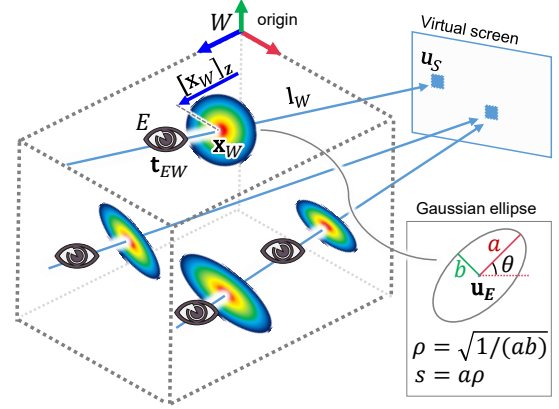 W origin
Virtual screen
u_S
[x_W]_z
l_W
E
x_W
t_EW
Gaussian ellipse
a
b θ
u_E
ρ = √1/(ab)
s = aρ